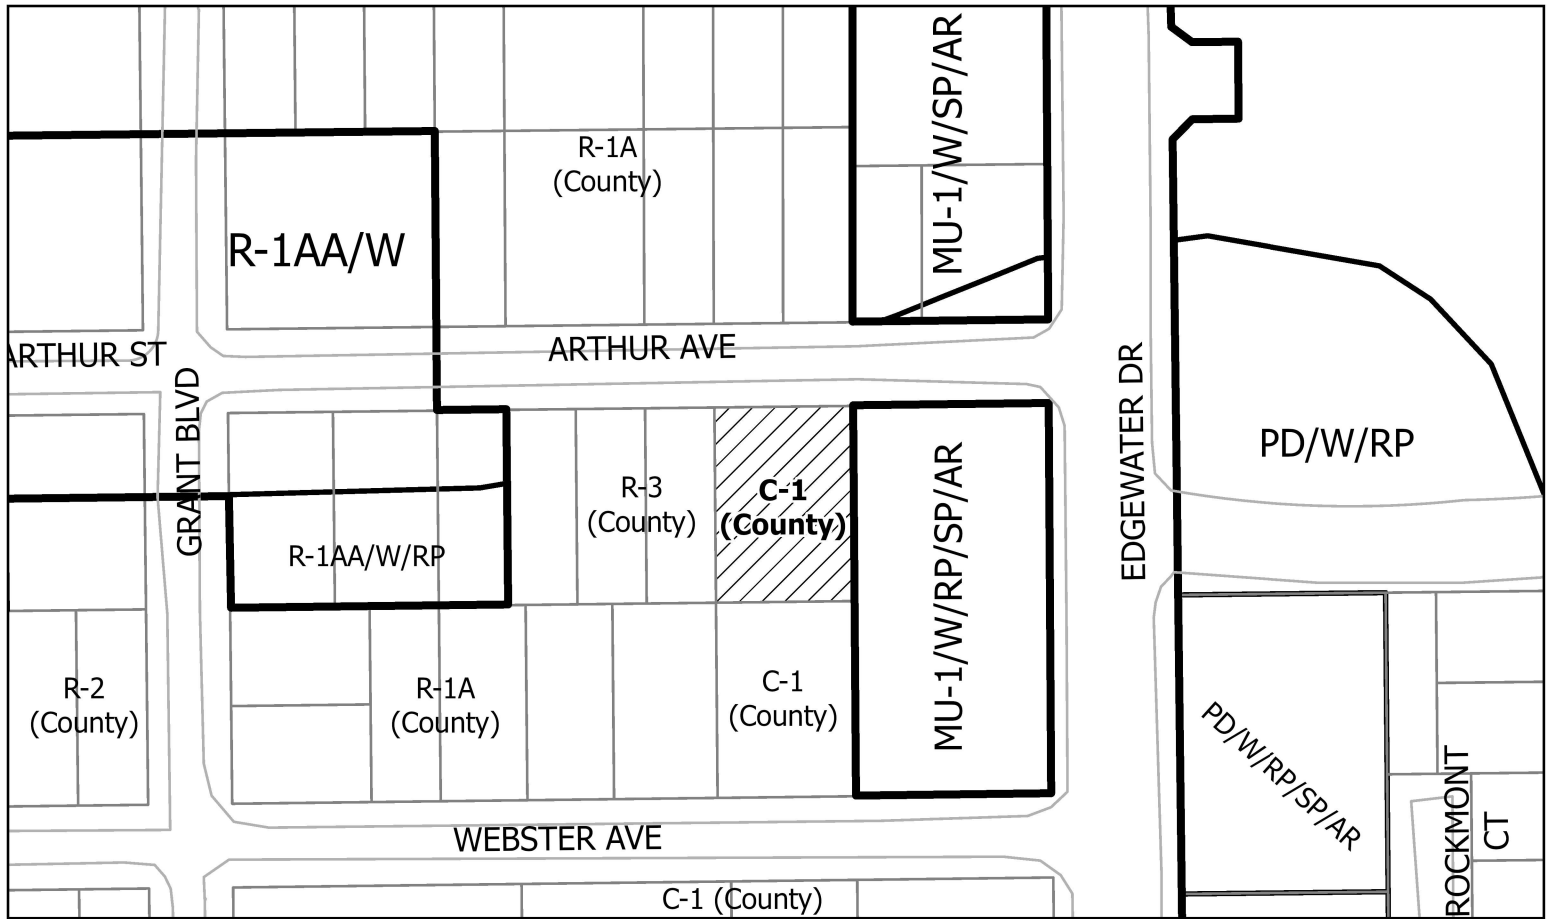 MU-1/W/SP/AR
R-1A
(County)
R-1AA/W
ARTHUR ST
ARTHUR AVE
GRANT BLVD
EDGEWATER DR
PD/W/RP
R-3
(County)
C-1
(County)
MU-1/W/RP/SP/AR
R-1AA/W/RP
R-2
(County)
R-1A
(County)
C-1
(County)
PD/W/RP/SP/AR
ROCKMONT
CT
WEBSTER AVE
C-1 (County)